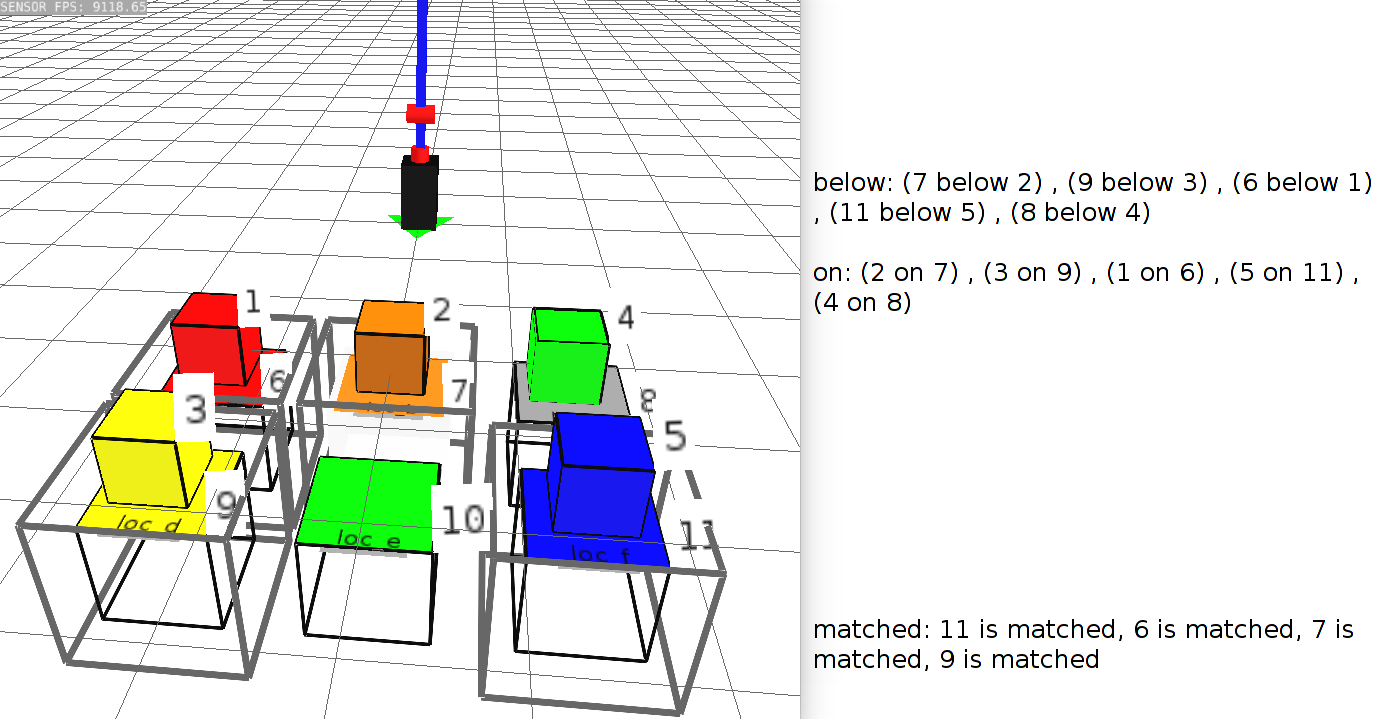 SENSOR FPS: 9118.65
1
2
4
6
7
8
3
5
9
10
11
loc_d
loc_e
loc_f
below: (7 below 2) , (9 below 3) , (6 below 1)
, (11 below 5) , (8 below 4)
on: (2 on 7) , (3 on 9) , (1 on 6) , (5 on 11) ,
(4 on 8)
matched: 11 is matched, 6 is matched, 7 is
matched, 9 is matched